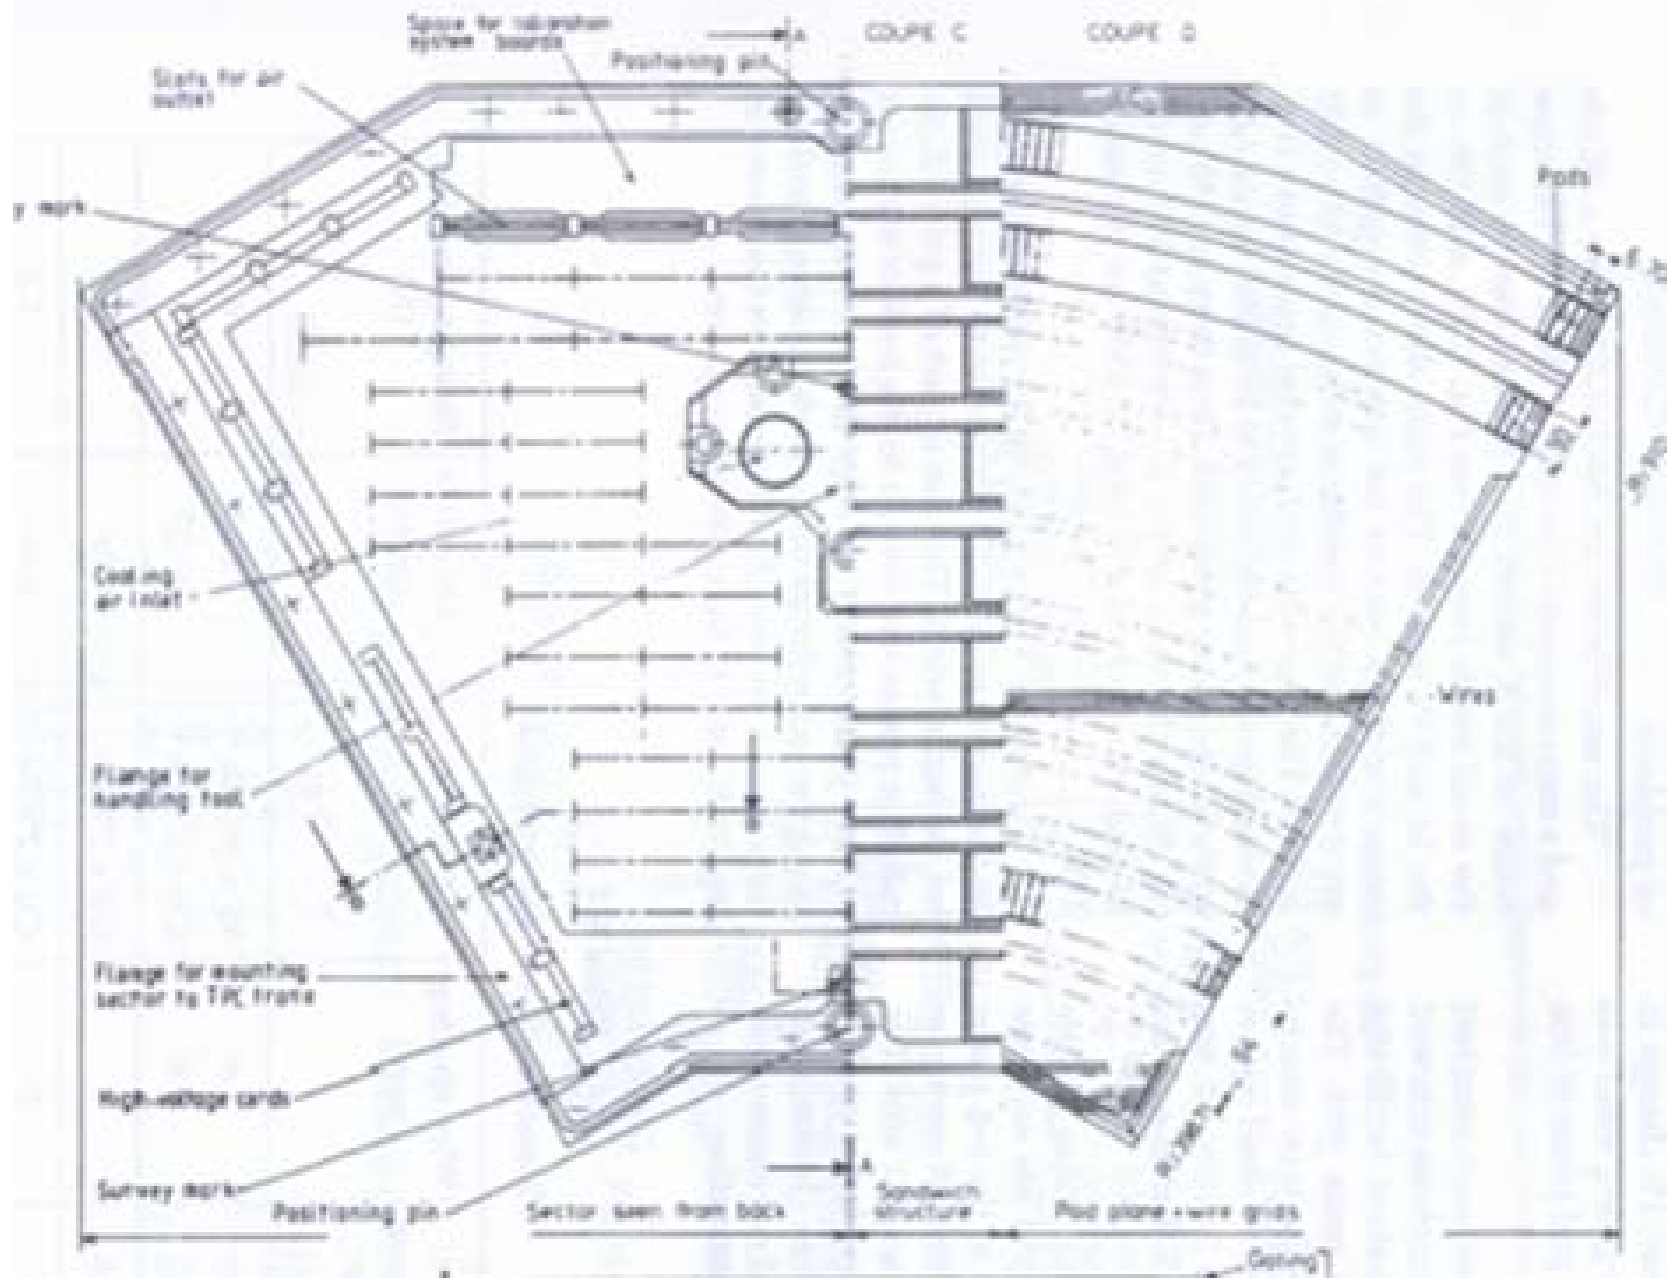 Space for calibration
system boards
A
COUPE C
COUPE D
Positioning pin
Slots for air
outlet
Pads
y mark
Cooling
air inlet
Wires
Flange for
handling tool
B
B
Flange for mounting
sector to TPC frame
High-voltage cards
A
Survey mark
Positioning pin
Sector seen from back
Sandwich
structure
Pad plane + wire grids
Gating